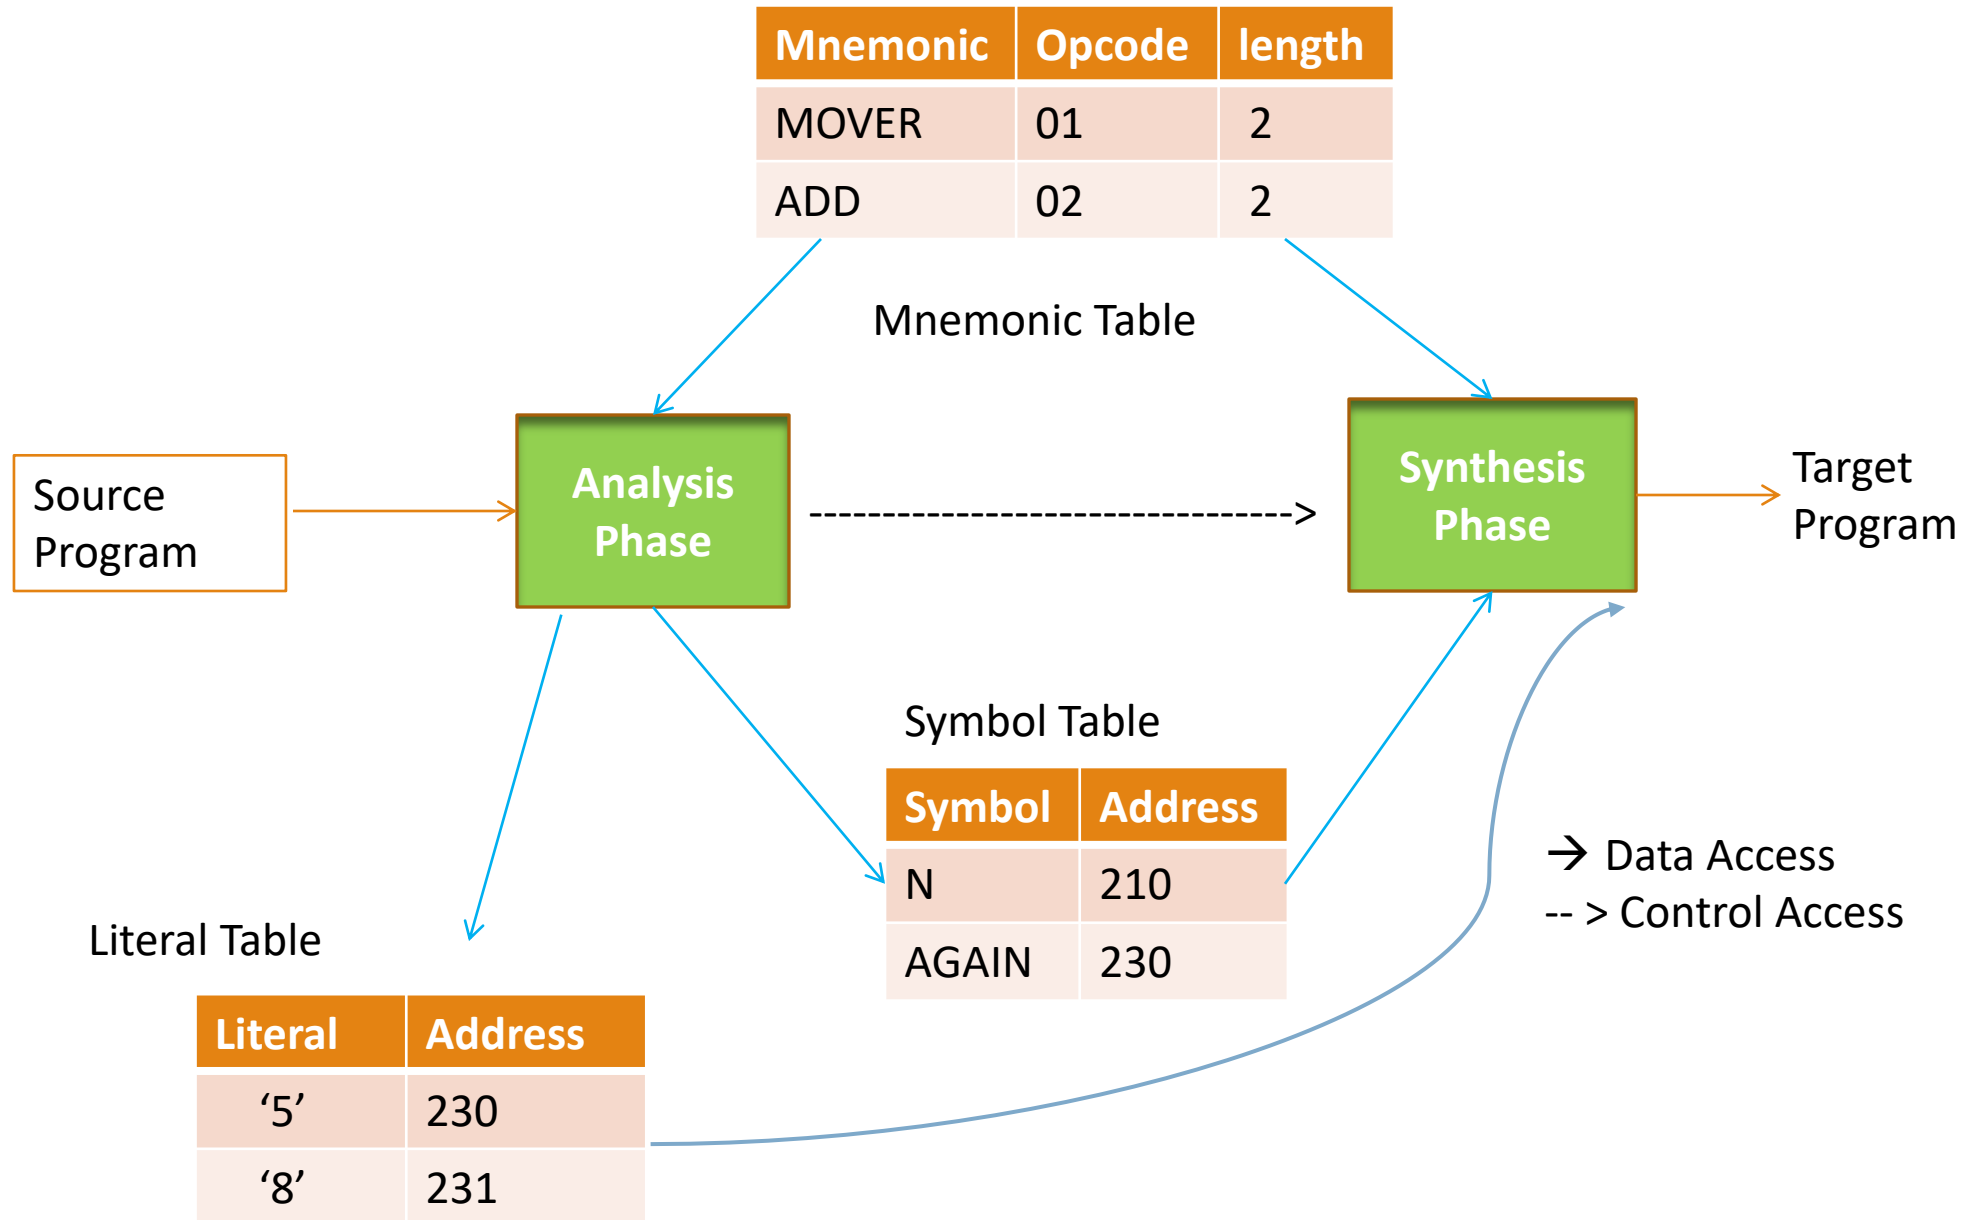 Mnemonic Opcode length
MOVER 01 2
ADD 02 2
Mnemonic Table
Source
Program
Analysis
Phase
-------------------------------->
Synthesis
Phase
Target
Program
Symbol Table
Symbol Address
N 210
AGAIN 230
→ Data Access
-- > Control Access
Literal Table
Literal Address
‘5’ 230
‘8’ 231